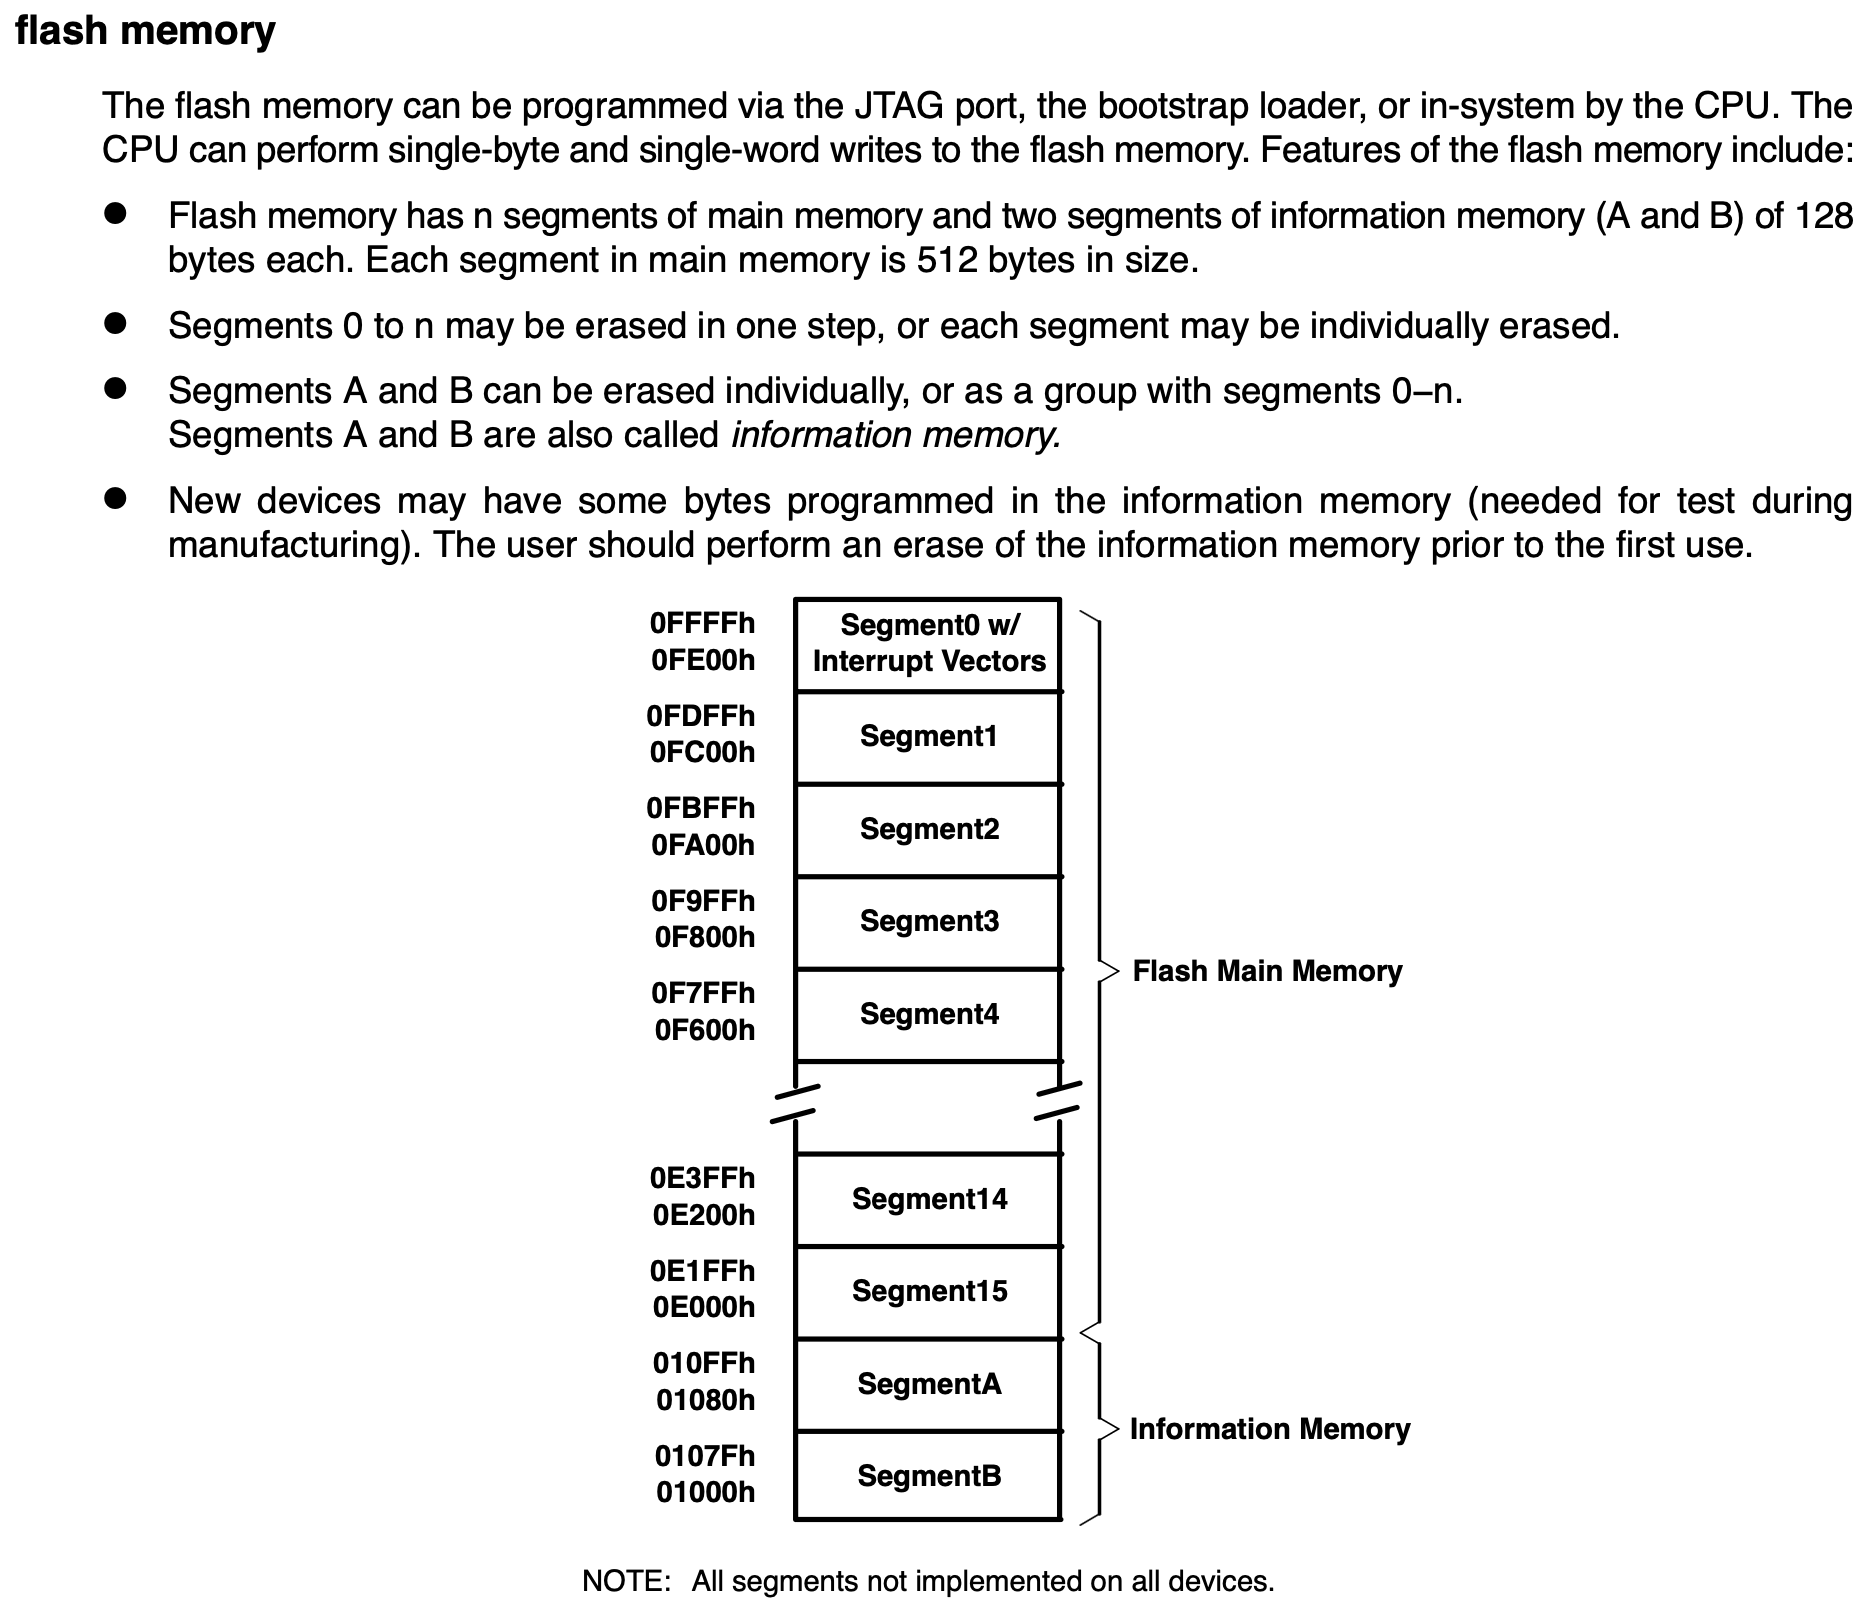 flash memory
The flash memory can be programmed via the JTAG port, the bootstrap loader, or in-system by the CPU. The
CPU can perform single-byte and single-word writes to the flash memory. Features of the flash memory include:
● Flash memory has n segments of main memory and two segments of information memory (A and B) of 128
bytes each. Each segment in main memory is 512 bytes in size.
● Segments 0 to n may be erased in one step, or each segment may be individually erased.
● Segments A and B can be erased individually, or as a group with segments 0–n.
Segments A and B are also called information memory.
● New devices may have some bytes programmed in the information memory (needed for test during
manufacturing). The user should perform an erase of the information memory prior to the first use.
0FFFFh
0FE00h
Segment0 w/
Interrupt Vectors
0FDFFh
0FC00h
Segment1
0FBFFh
0FA00h
Segment2
0F9FFh
0F800h
Segment3
0F7FFh
0F600h
Segment4
Flash Main Memory
0E3FFh
0E200h
Segment14
0E1FFh
0E000h
Segment15
010FFh
01080h
SegmentA
0107Fh
01000h
SegmentB
Information Memory
NOTE: All segments not implemented on all devices.